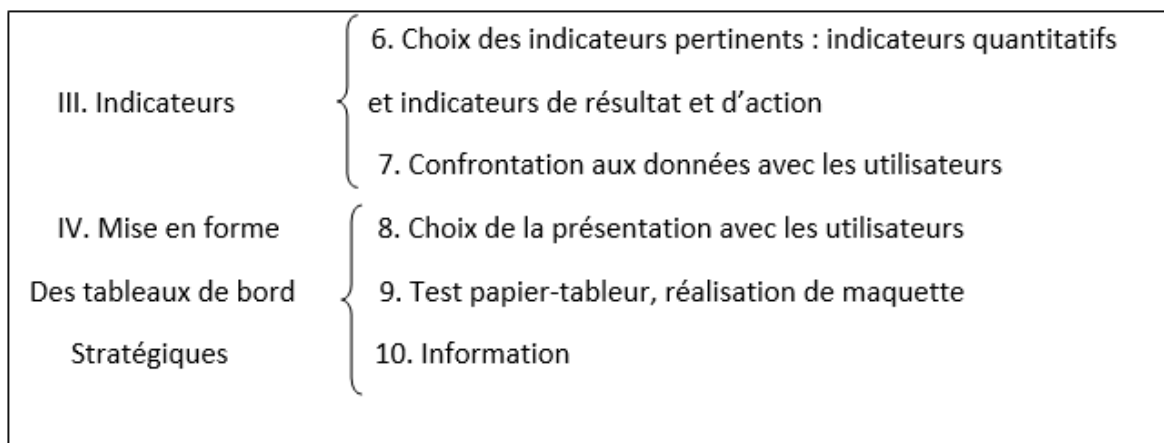 6. Choix des indicateurs pertinents : indicateurs quantitatifs
III. Indicateurs et indicateurs de résultat et d’action
7. Confrontation aux données avec les utilisateurs
IV. Mise en forme 8. Choix de la présentation avec les utilisateurs
Des tableaux de bord 9. Test papier-tableur, réalisation de maquette
Stratégiques 10. Information